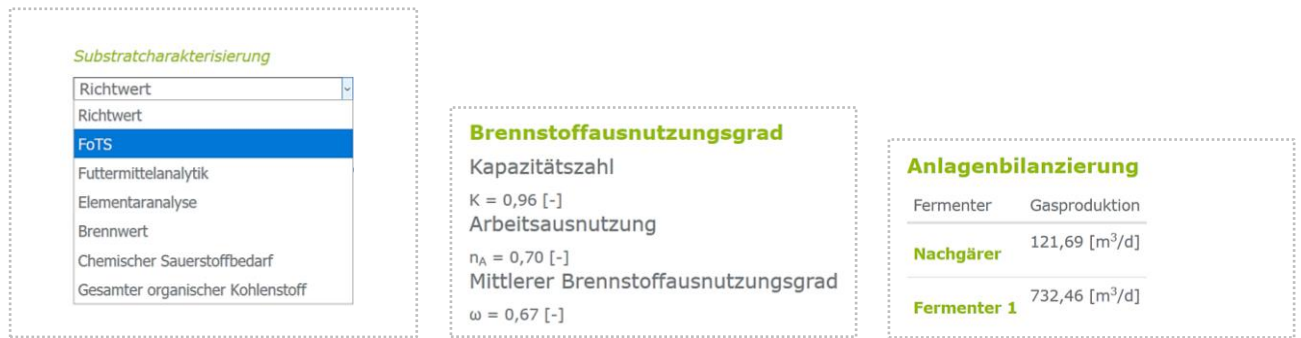 Substratcharakterisierung
Richtwert
Richtwert
FoTS
Futtermittelanalytik
Elementaranalyse
Brennwert
Chemischer Sauerstoffbedarf
Gesamter organischer Kohlenstoff
Brennstoffausnutzungsgrad
Kapazitätszahl
K = 0,96 [-]
Arbeitsausnutzung
n_A = 0,70 [-]
Mittlerer Brennstoffausnutzungsgrad
ω = 0,67 [-]
Anlagenbilanzierung
Fermenter Gasproduktion
Nachgärer 121,69 [m³/d]
Fermenter 1 732,46 [m³/d]